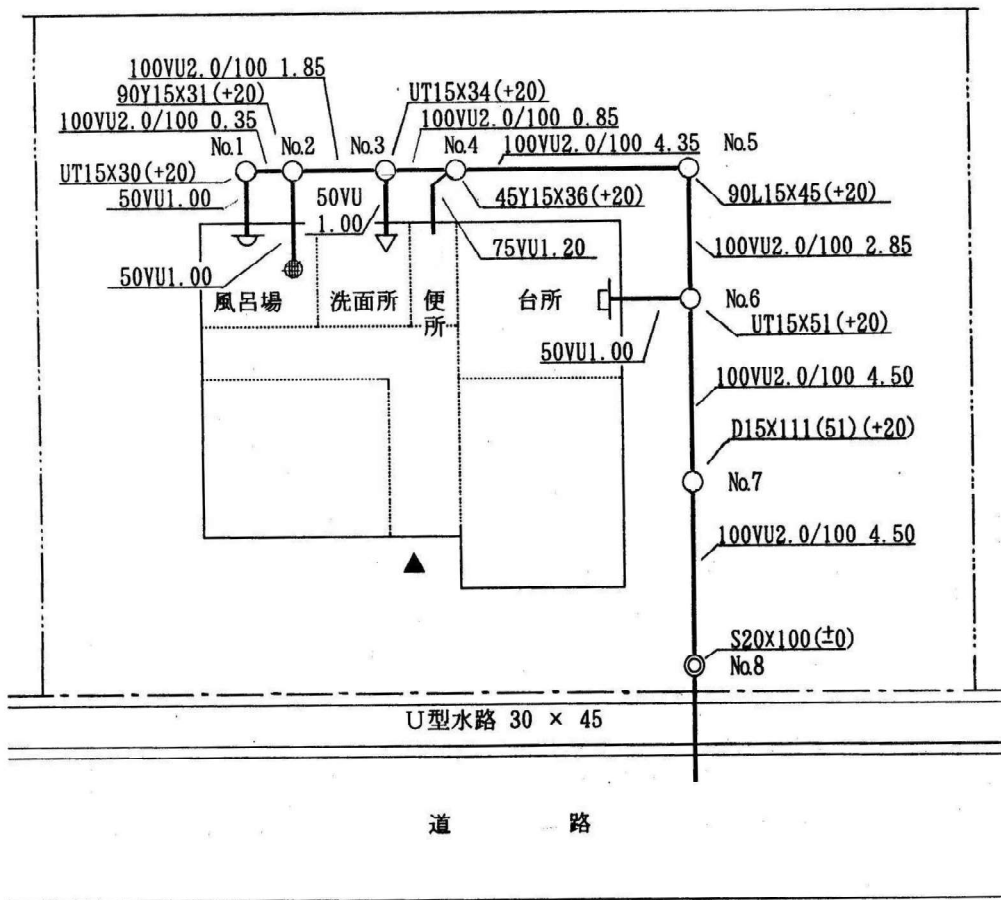 100VU2.0/100 1.85
90Y15X31(+20)
UT15X34(+20)
100VU2.0/100 0.35
100VU2.0/100 0.85
No.1
No.2
No.3
No.4
100VU2.0/100 4.35
No.5
UT15X30(+20)
50VU1.00
50VU
1.00
45Y15X36(+20)
90L15X45(+20)
75VU1.20
100VU2.0/100 2.85
50VU1.00
風呂場
洗面所
便所
台所
No.6
UT15X51(+20)
50VU1.00
100VU2.0/100 4.50
D15X111(51)(+20)
No.7
100VU2.0/100 4.50
S20X100(±0)
No.8
U型水路 30 × 45
道 路